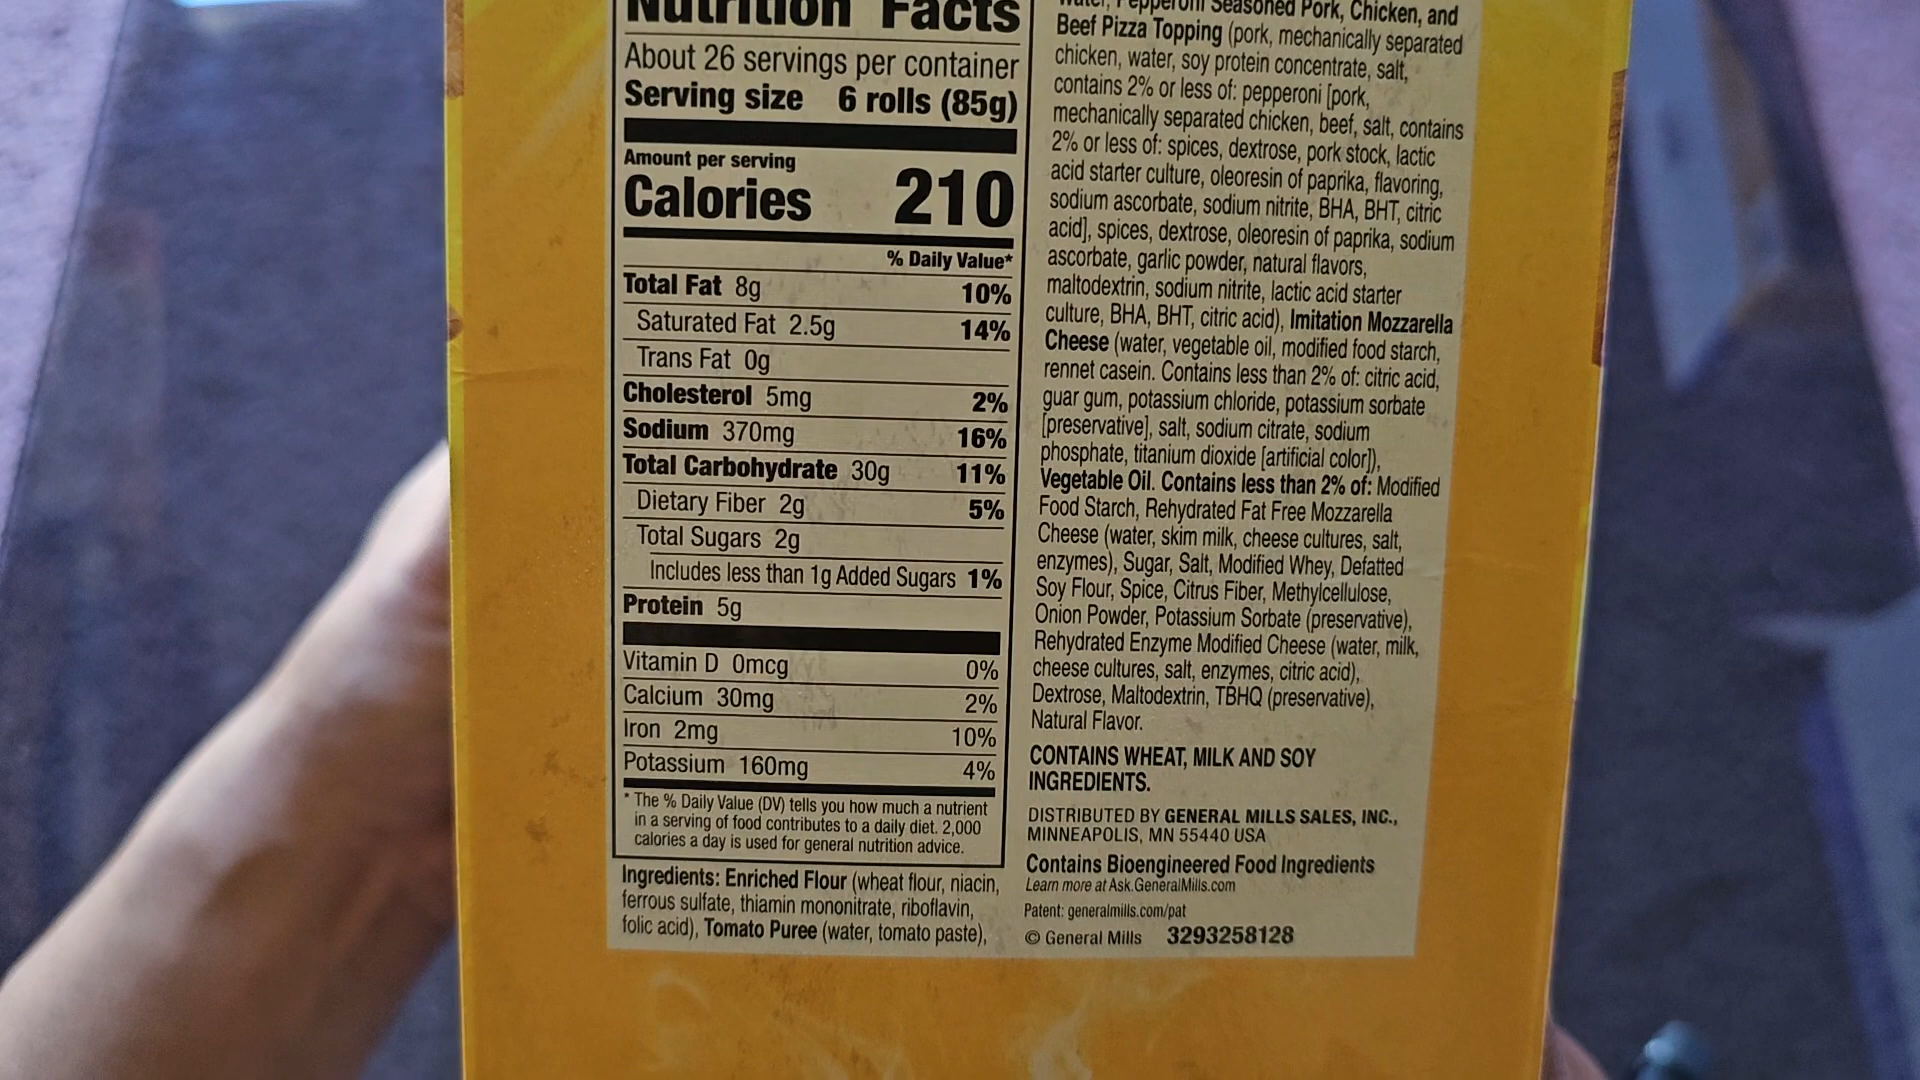 Nutrition Facts
About 26 servings per container
Serving size 6 rolls (85g)
Amount per serving
Calories 210
% Daily Value*
Total Fat 8g 10%
Saturated Fat 2.5g 14%
Trans Fat 0g
Cholesterol 5mg 2%
Sodium 370mg 16%
Total Carbohydrate 30g 11%
Dietary Fiber 2g 5%
Total Sugars 2g
Includes less than 1g Added Sugars 1%
Protein 5g
Vitamin D 0mcg 0%
Calcium 30mg 2%
Iron 2mg 10%
Potassium 160mg 4%
* The % Daily Value (DV) tells you how much a nutrient
in a serving of food contributes to a daily diet. 2,000
calories a day is used for general nutrition advice.
Ingredients: Enriched Flour (wheat flour, niacin,
ferrous sulfate, thiamin mononitrate, riboflavin,
folic acid), Tomato Puree (water, tomato paste),
Water, Pepperoni Seasoned Pork, Chicken, and
Beef Pizza Topping (pork, mechanically separated
chicken, water, soy protein concentrate, salt,
contains 2% or less of: pepperoni [pork,
mechanically separated chicken, beef, salt, contains
2% or less of: spices, dextrose, pork stock, lactic
acid starter culture, oleoresin of paprika, flavoring,
sodium ascorbate, sodium nitrite, BHA, BHT, citric
acid], spices, dextrose, oleoresin of paprika, sodium
ascorbate, garlic powder, natural flavors,
maltodextrin, sodium nitrite, lactic acid starter
culture, BHA, BHT, citric acid), Imitation Mozzarella
Cheese (water, vegetable oil, modified food starch,
rennet casein. Contains less than 2% of: citric acid,
guar gum, potassium chloride, potassium sorbate
[preservative], salt, sodium citrate, sodium
phosphate, titanium dioxide [artificial color]),
Vegetable Oil. Contains less than 2% of: Modified
Food Starch, Rehydrated Fat Free Mozzarella
Cheese (water, skim milk, cheese cultures, salt,
enzymes), Sugar, Salt, Modified Whey, Defatted
Soy Flour, Spice, Citrus Fiber, Methylcellulose,
Onion Powder, Potassium Sorbate (preservative),
Rehydrated Enzyme Modified Cheese (water, milk,
cheese cultures, salt, enzymes, citric acid),
Dextrose, Maltodextrin, TBHQ (preservative),
Natural Flavor.
CONTAINS WHEAT, MILK AND SOY
INGREDIENTS.
DISTRIBUTED BY GENERAL MILLS SALES, INC.,
MINNEAPOLIS, MN 55440 USA
Contains Bioengineered Food Ingredients
Learn more at Ask.GeneralMills.com
Patent: generalmills.com/pat
© General Mills 3293258128